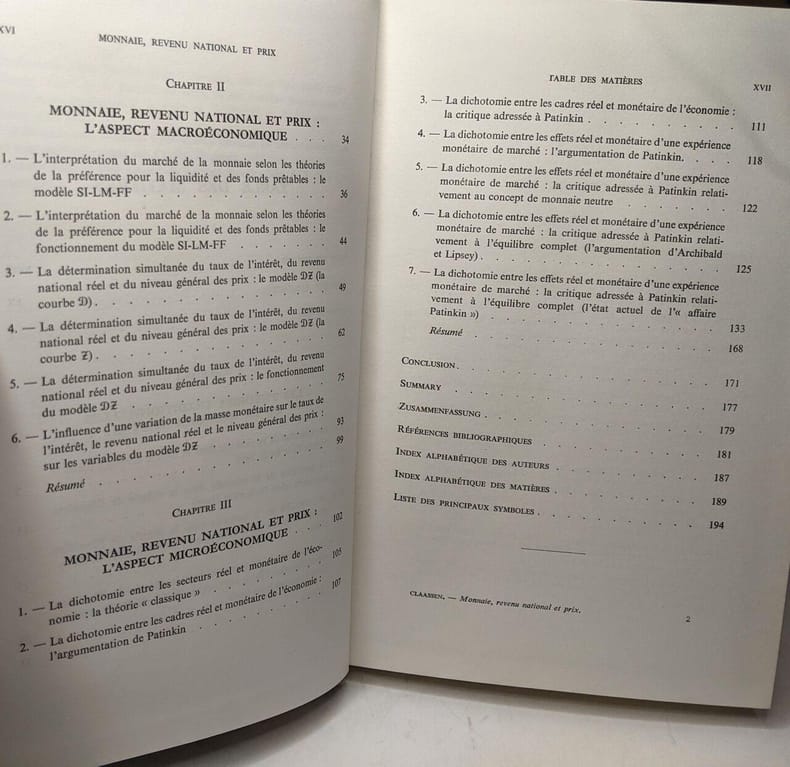 XVI
MONNAIE, REVENU NATIONAL ET PRIX
CHAPITRE II
MONNAIE, REVENU NATIONAL ET PRIX :
L'ASPECT MACROÉCONOMIQUE . . . 34
1. — L'interprétation du marché de la monnaie selon les théories
de la préférence pour la liquidité et des fonds prêtables : le
modèle SI-LM-FF . . . . . . . . . . . . 36
2. — L'interprétation du marché de la monnaie selon les théories
de la préférence pour la liquidité et des fonds prêtables : le
fonctionnement du modèle SI-LM-FF . . . . . . 44
3. — La détermination simultanée du taux de l'intérêt, du revenu
national réel et du niveau général des prix : le modèle DZ (la
courbe D) . . . . . . . . . . . . . . 49
4. — La détermination simultanée du taux de l'intérêt, du revenu
national réel et du niveau général des prix : le modèle DZ (la
courbe Z) . . . . . . . . . . . . . . 62
5. — La détermination simultanée du taux de l'intérêt, du revenu
national réel et du niveau général des prix : le fonctionnement
du modèle DZ . . . . . . . . . . . . 75
6. — L'influence d'une variation de la masse monétaire sur le taux de
l'intérêt, le revenu national réel et le niveau général des prix :
sur les variables du modèle DZ . . . . . . . 93
Résumé . . . . . . . . . . . . . . 99
CHAPITRE III
MONNAIE, REVENU NATIONAL ET PRIX :
L'ASPECT MICROÉCONOMIQUE . . . 102
1. — La dichotomie entre les secteurs réel et monétaire de l'éco-
nomie : la théorie « classique » . . . . . . . 105
2. — La dichotomie entre les cadres réel et monétaire de l'économie :
l'argumentation de Patinkin . . . . . . . . 107
TABLE DES MATIÈRES
XVII
3. — La dichotomie entre les cadres réel et monétaire de l'économie :
la critique adressée à Patinkin . . . . . . . . 111
4. — La dichotomie entre les effets réel et monétaire d'une expérience
monétaire de marché : l'argumentation de Patinkin. . . . 118
5. — La dichotomie entre les effets réel et monétaire d'une expérience
monétaire de marché : la critique adressée à Patinkin relati-
vement au concept de monnaie neutre . . . . . . 122
6. — La dichotomie entre les effets réel et monétaire d'une expérience
monétaire de marché : la critique adressée à Patinkin relati-
vement à l'équilibre complet (l'argumentation d'Archibald
et Lipsey) . . . . . . . . . . . . . 125
7. — La dichotomie entre les effets réel et monétaire d'une expérience
monétaire de marché : la critique adressée à Patinkin relati-
vement à l'équilibre complet (l'état actuel de l'« affaire
Patinkin ») . . . . . . . . . . . . . 133
Résumé . . . . . . . . . . . . . . 168
CONCLUSION . . . . . . . . . . . . . . 171
SUMMARY . . . . . . . . . . . . . . 177
ZUSAMMENFASSUNG . . . . . . . . . . . . 179
RÉFÉRENCES BIBLIOGRAPHIQUES . . . . . . . . . 181
INDEX ALPHABÉTIQUE DES AUTEURS . . . . . . . . 187
INDEX ALPHABÉTIQUE DES MATIÈRES . . . . . . . . 189
LISTE DES PRINCIPAUX SYMBOLES . . . . . . . . . 194
CLAASSEN. — Monnaie, revenu national et prix.
2